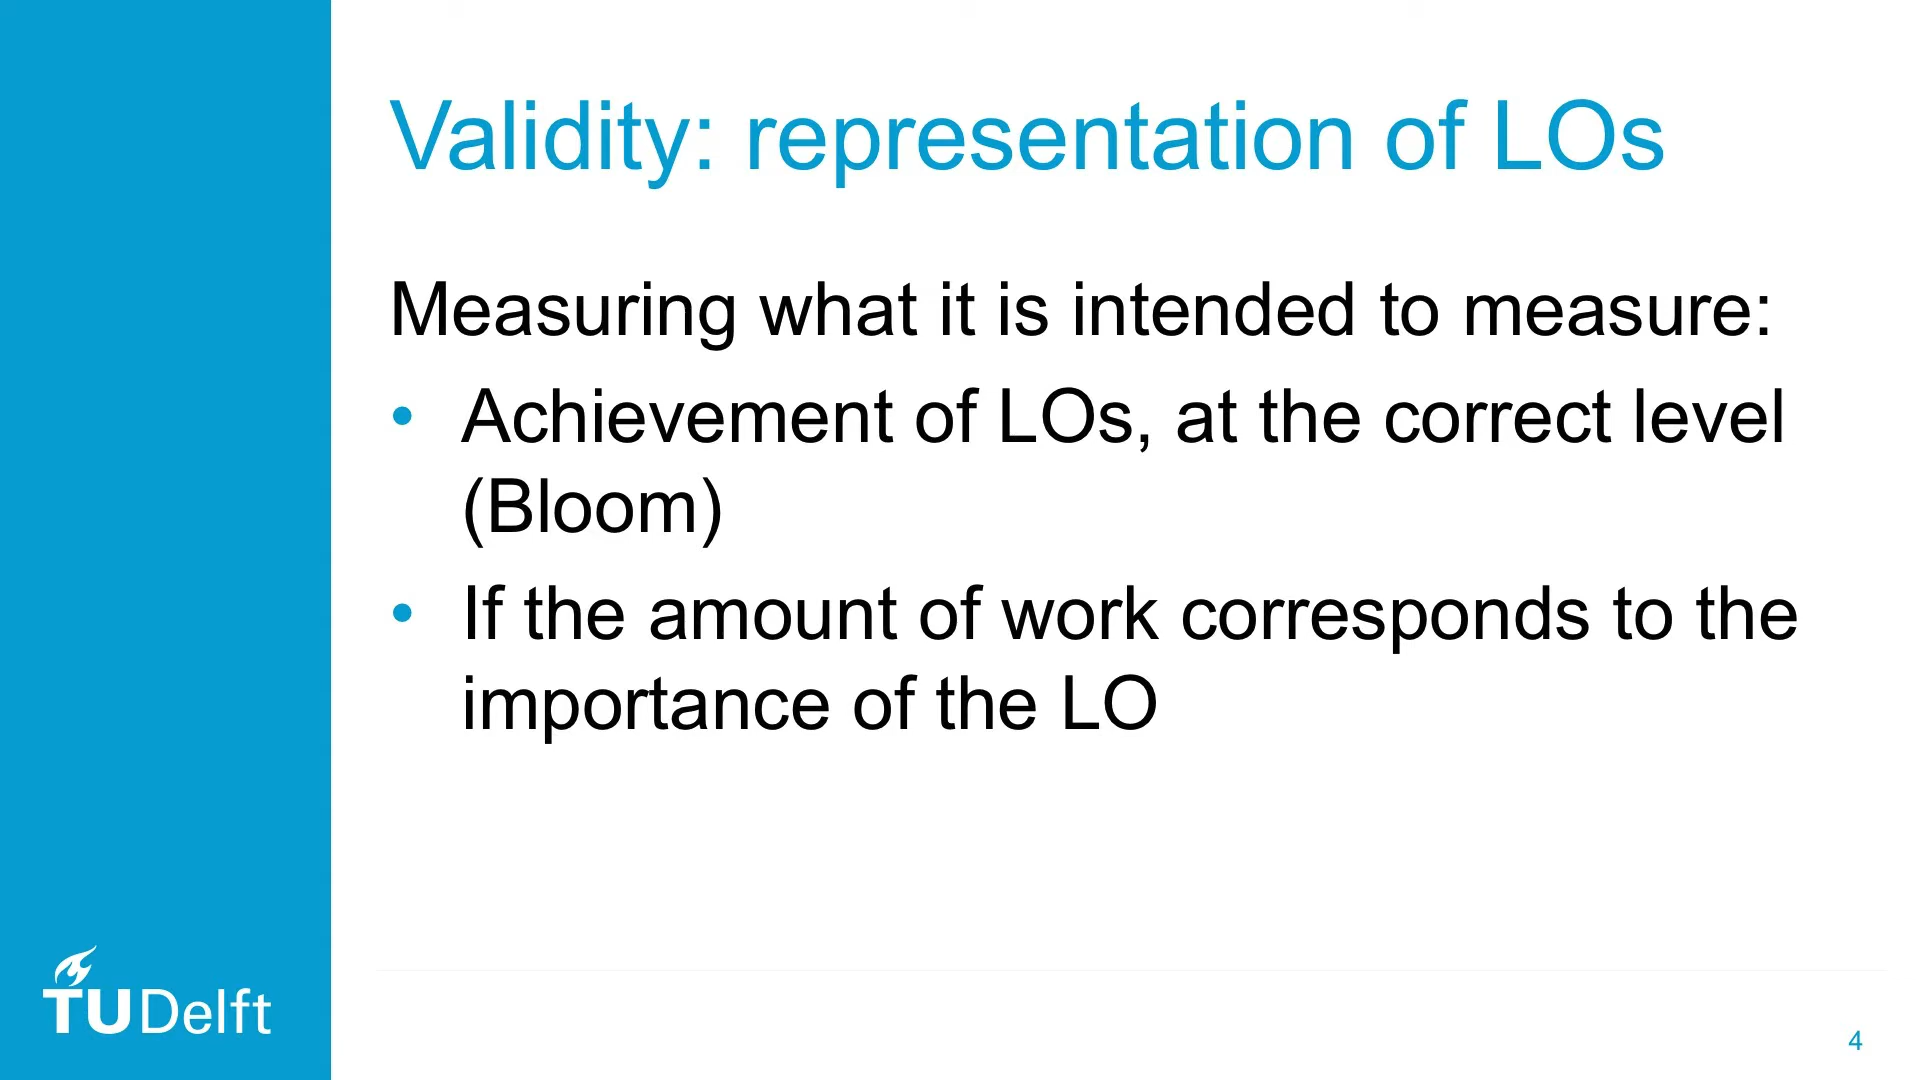 Validity: representation of LOs
Measuring what it is intended to measure:
• Achievement of LOs, at the correct level
(Bloom)
• If the amount of work corresponds to the
importance of the LO
TUDelft
4